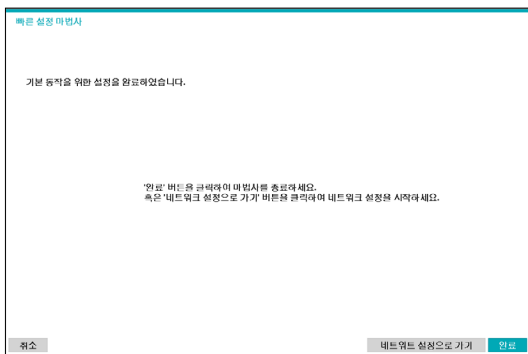 빠른 설정 마법사
기본 동작을 위한 설정을 완료하였습니다.
'완료' 버튼을 클릭하여 마법사를 종료하세요.
혹은 '네트워크 설정으로 가기' 버튼을 클릭하여 네트워크 설정을 시작하세요.
취소
네트워트 설정으로 가기
완료